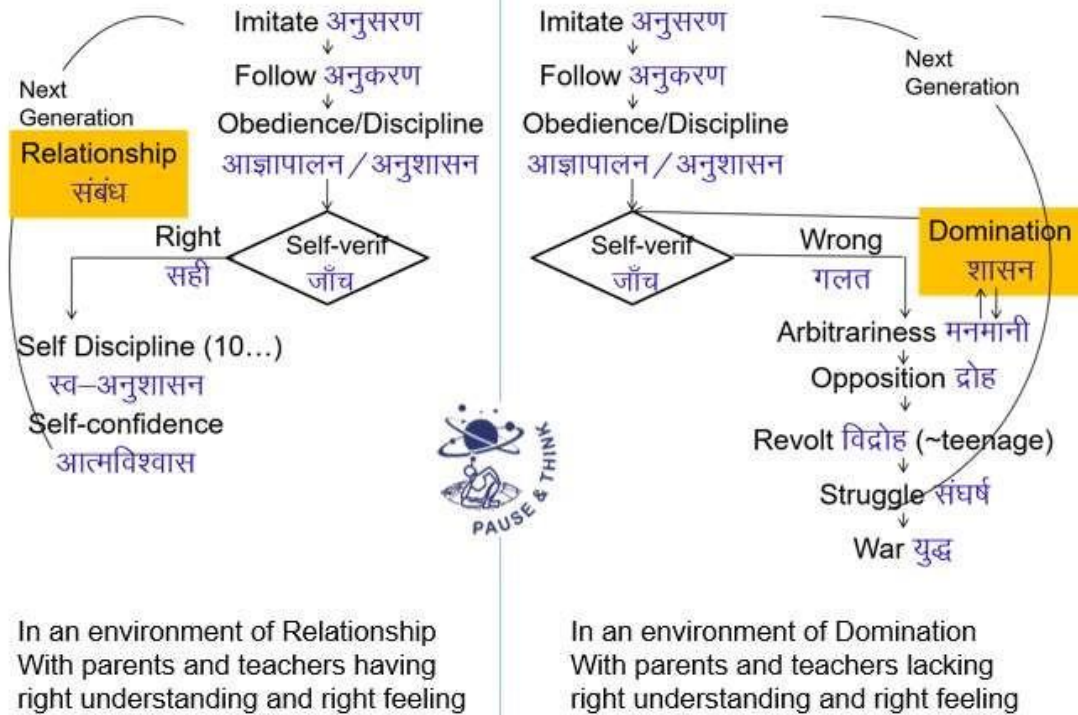 Imitate अनुसरण
Follow अनुकरण
Obedience/Discipline
आज्ञापालन / अनुशासन
Next
Generation
Relationship
संबंध
Right
सही
Self-verif
जाँच
Self Discipline (10...)
स्व–अनुशासन
Self-confidence
आत्मविश्वास
In an environment of Relationship
With parents and teachers having
right understanding and right feeling
PAUSE & THINK
Imitate अनुसरण
Follow अनुकरण
Obedience/Discipline
आज्ञापालन / अनुशासन
Next
Generation
Self-verif
जाँच
Wrong
गलत
Domination
शासन
Arbitrariness मनमानी
Opposition द्रोह
Revolt विद्रोह (~teenage)
Struggle संघर्ष
War युद्ध
In an environment of Domination
With parents and teachers lacking
right understanding and right feeling